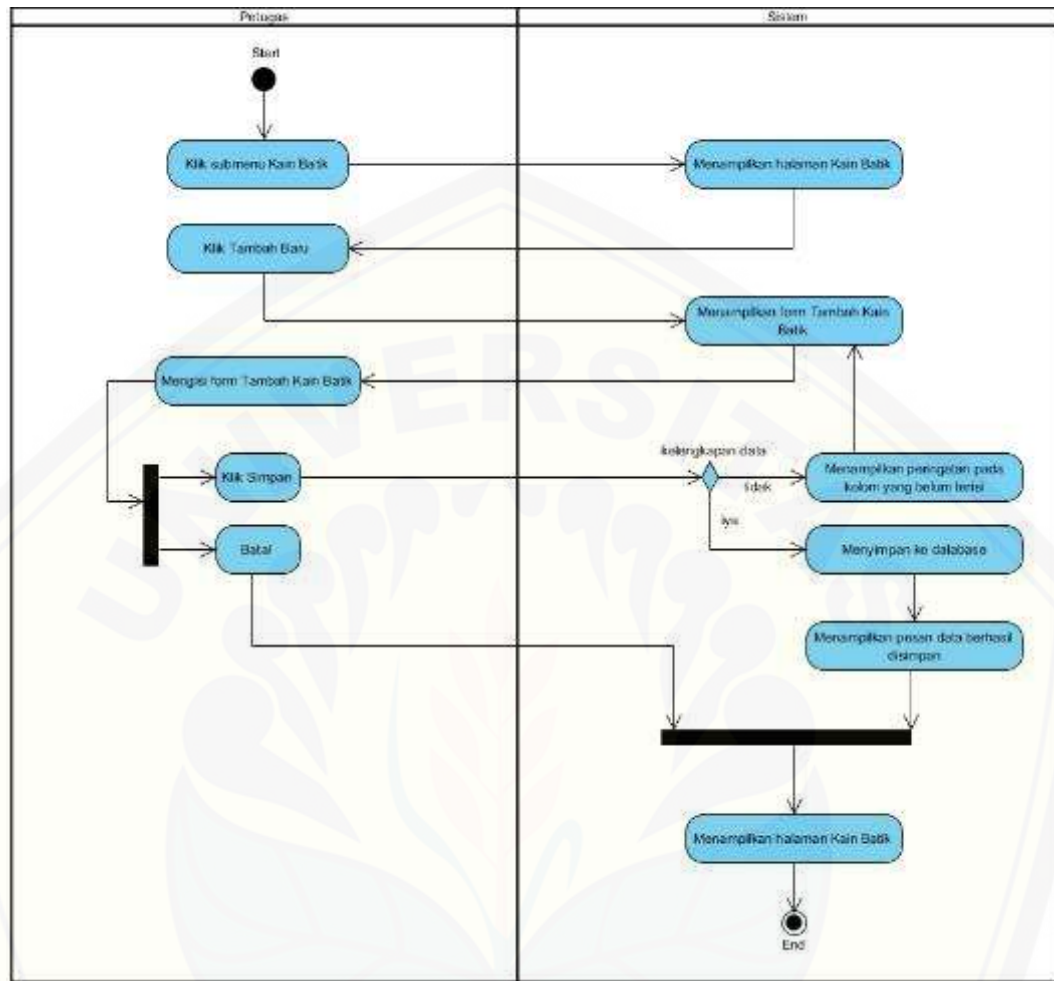 Petugas
Sistem
Start
Klik submenu Kain Batik
Menampilkan halaman Kain Batik
Klik Tambah Baru
Menampilkan form Tambah Kain
Batik
Mengisi form Tambah Kain Batik
kelengkapan data
Klik Simpan
tidak
Menampilkan peringatan pada
kolom yang belum terisi
iya
Batal
Menyimpan ke database
Menampilkan pesan data berhasil
disimpan
Menampilkan halaman Kain Batik
End
UNIVERSITAS